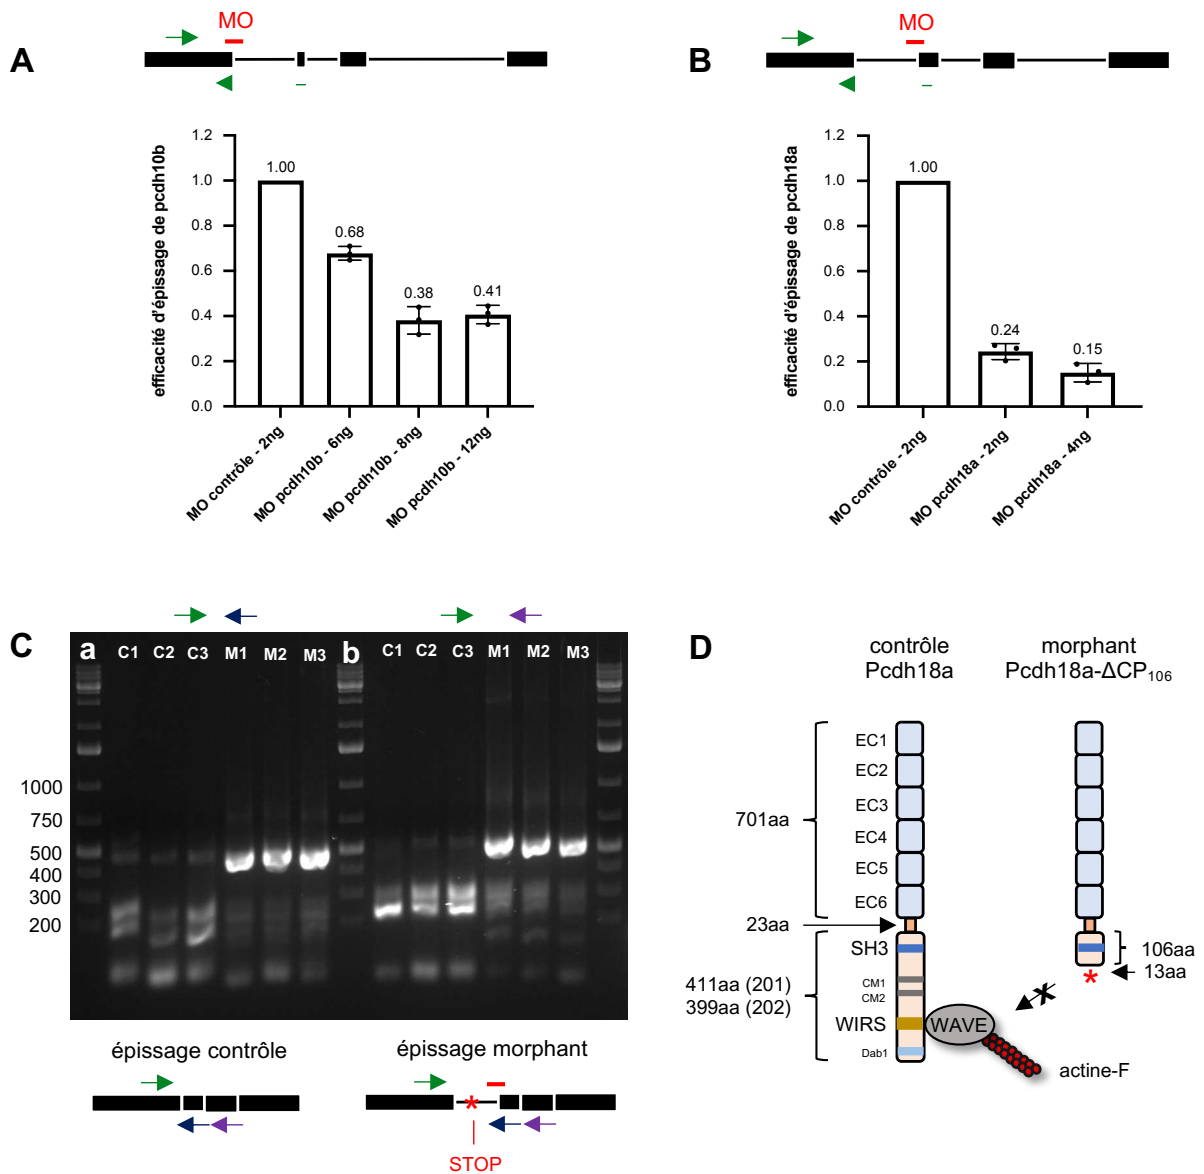 MO
A
efficacité d'épissage de pcdh10b
1.2
1.0
0.8
0.6
0.4
0.2
0.0
1.00
0.68
0.38
0.41
MO contrôle - 2ng
MO pcdh10b - 6ng
MO pcdh10b - 8ng
MO pcdh10b - 12ng
MO
B
efficacité d'épissage de pcdh18a
1.2
1.0
0.8
0.6
0.4
0.2
0.0
1.00
0.24
0.15
MO contrôle - 2ng
MO pcdh18a - 2ng
MO pcdh18a - 4ng
C
a C1 C2 C3 M1 M2 M3 b C1 C2 C3 M1 M2 M3
1000
750
500
400
300
200
épissage contrôle
épissage morphant
*
STOP
D
contrôle
Pcdh18a
morphant
Pcdh18a-ΔCP106
EC1
EC2
EC3
701aa
EC4
EC5
EC6
23aa
SH3
106aa
13aa
*
411aa (201)
399aa (202)
CM1
CM2
WIRS
WAVE
Dab1
actine-F